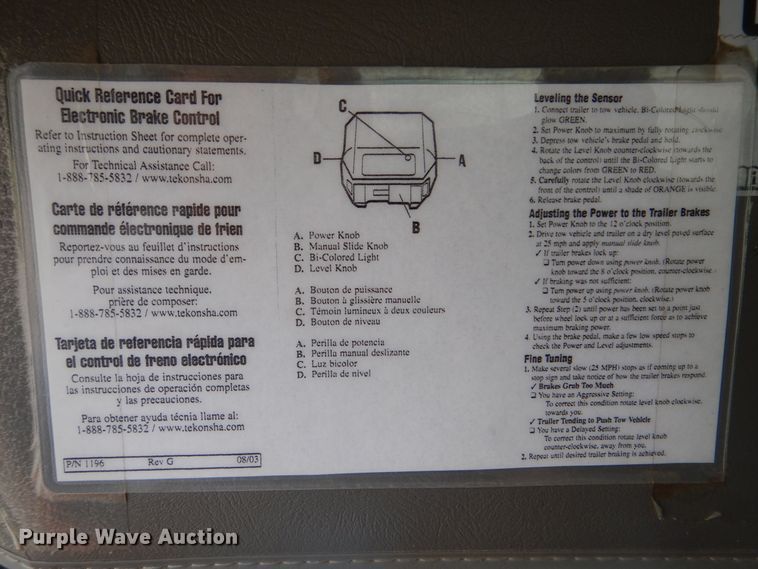 Quick Reference Card For
Electronic Brake Control
Refer to Instruction Sheet for complete oper-
ating instructions and cautionary statements.
For Technical Assistance Call:
1-888-785-5832 / www.tekonsha.com
Carte de référence rapide pour
commande électronique de frien
Reportez-vous au feuillet d'instructions
pour prendre connaissance du mode d'em-
ploi et des mises en garde.
Pour assistance technique,
prière de composer:
1-888-785-5832 / www.tekonsha.com
Tarjeta de referencia rápida para
el control de freno electrónico
Consulte la hoja de instrucciones para
las instrucciones de operación completas
y las precauciones.
Para obtener ayuda técnia llame al:
1-888-785-5832 / www.tekonsha.com
P/N 1196 Rev G 08/03
C
D
A
B
A. Power Knob
B. Manual Slide Knob
C. Bi-Colored Light
D. Level Knob
A. Bouton de puissance
B. Bouton à glissière manuelle
C. Témoin lumineux à deux couleurs
D. Bouton de niveau
A. Perilla de potencia
B. Perilla manual deslizante
C. Luz bicolor
D. Perilla de nivel
Leveling the Sensor
1. Connect trailer to tow vehicle. Bi-Colored Light should
glow GREEN.
2. Set Power Knob to maximum by fully rotating clockwise
3. Depress tow vehicle's brake pedal and hold.
4. Rotate the Level Knob counter-clockwise (towards the
back of the control) until the Bi-Colored Light starts to
change colors from GREEN to RED.
5. Carefully rotate the Level Knob clockwise (towards the
front of the control) until a shade of ORANGE is visible.
6. Release brake pedal.
Adjusting the Power to the Trailer Brakes
1. Set Power Knob to the 12 o'clock position.
2. Drive tow vehicle and trailer on a dry level paved surface
at 25 mph and apply manual slide knob.
✓ If trailer brakes lock up:
❏ Turn power down using power knob. (Rotate power
knob toward the 8 o'clock position, counter-clockwise.)
✓ If braking was not sufficient:
❏ Turn power up using power knob. (Rotate power knob
toward the 5 o'clock position, clockwise.)
3. Repeat Step (2) until power has been set to a point just
before wheel lock up or at a sufficient force as to achieve
maximum braking power.
4. Using the brake pedal, make a few low speed stops to
check the Power and Level adjustments.
Fine Tuning
1. Make several slow (25 MPH) stops as if coming up to a
stop sign and take notice of how the trailer brakes respond.
✓ Brakes Grab Too Much
❏ You have an Aggressive Setting:
To correct this condition rotate level knob clockwise,
towards you.
✓ Trailer Tending to Push Tow Vehicle
❏ You have a Delayed Setting:
To correct this condition rotate level knob
counter-clockwise, away from you.
2. Repeat until desired trailer braking is achieved.
Purple Wave Auction